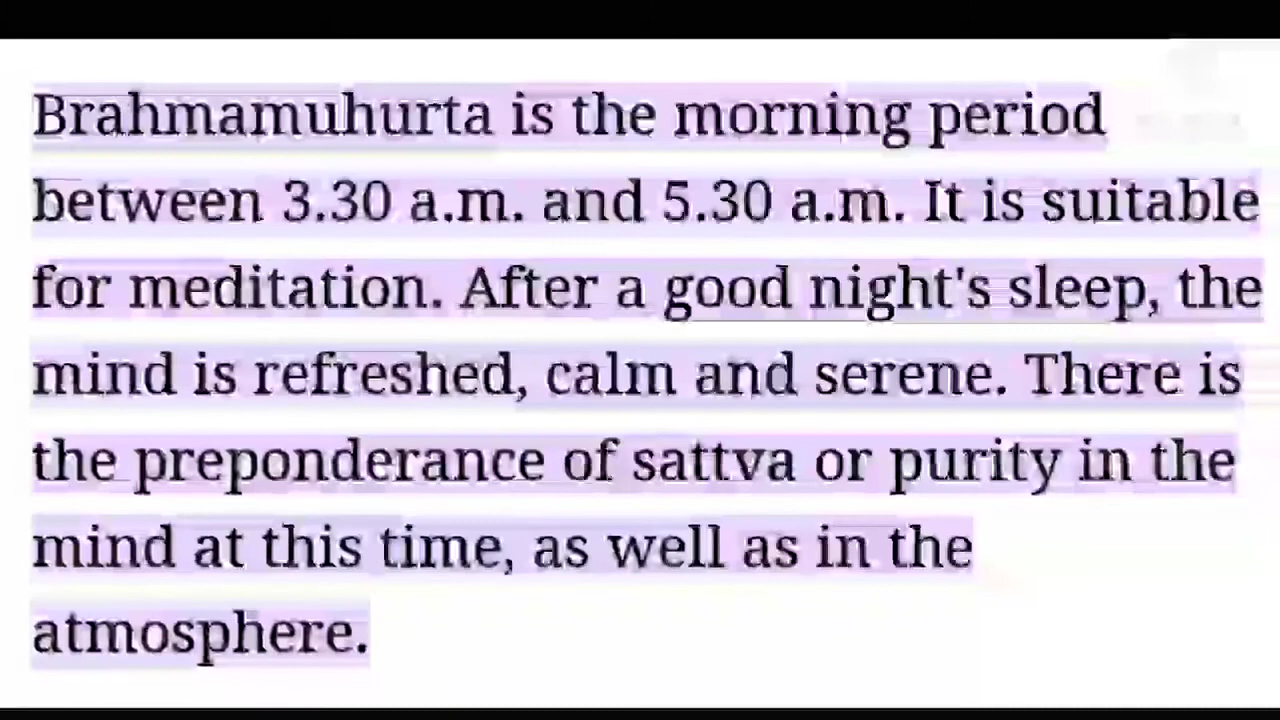 Brahmamuhurta is the morning period
between 3.30 a.m. and 5.30 a.m. It is suitable
for meditation. After a good night's sleep, the
mind is refreshed, calm and serene. There is
the preponderance of sattva or purity in the
mind at this time, as well as in the
atmosphere.